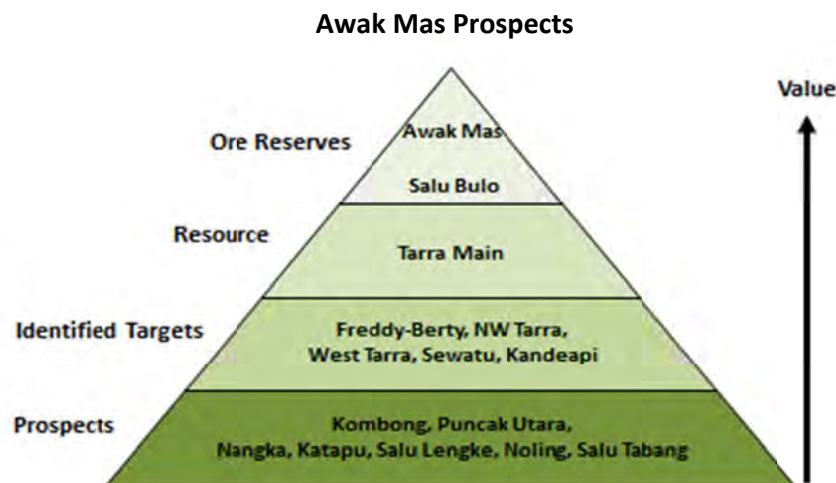 Awak Mas Prospects
Value
Ore Reserves
Awak Mas
Salu Bulo
Resource
Tarra Main
Identified Targets
Freddy-Berty, NW Tarra,
West Tarra, Sewatu, Kandeapi
Prospects
Kombong, Puncak Utara,
Nangka, Katapu, Salu Lengke, Noling, Salu Tabang